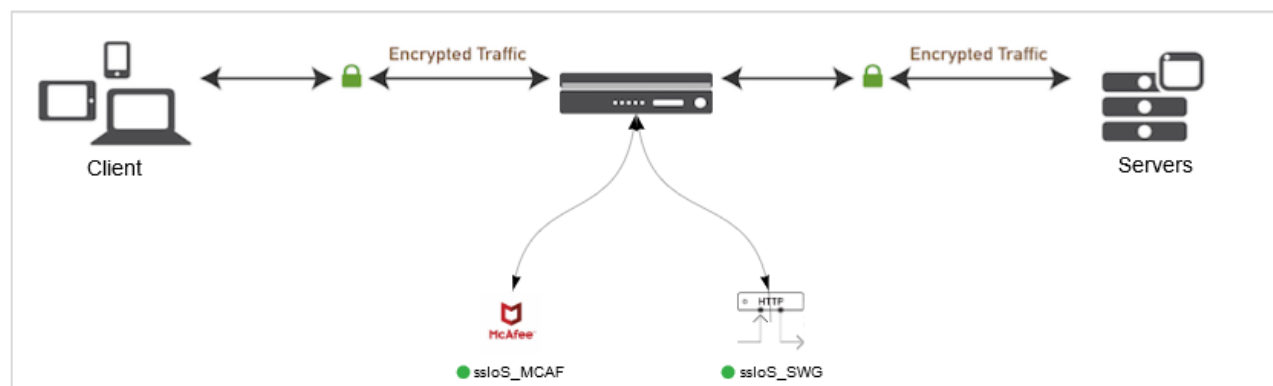 Encrypted Traffic
Encrypted Traffic
Client
Servers
McAfee
HTTP
ssloS_MCAF
ssloS_SWG